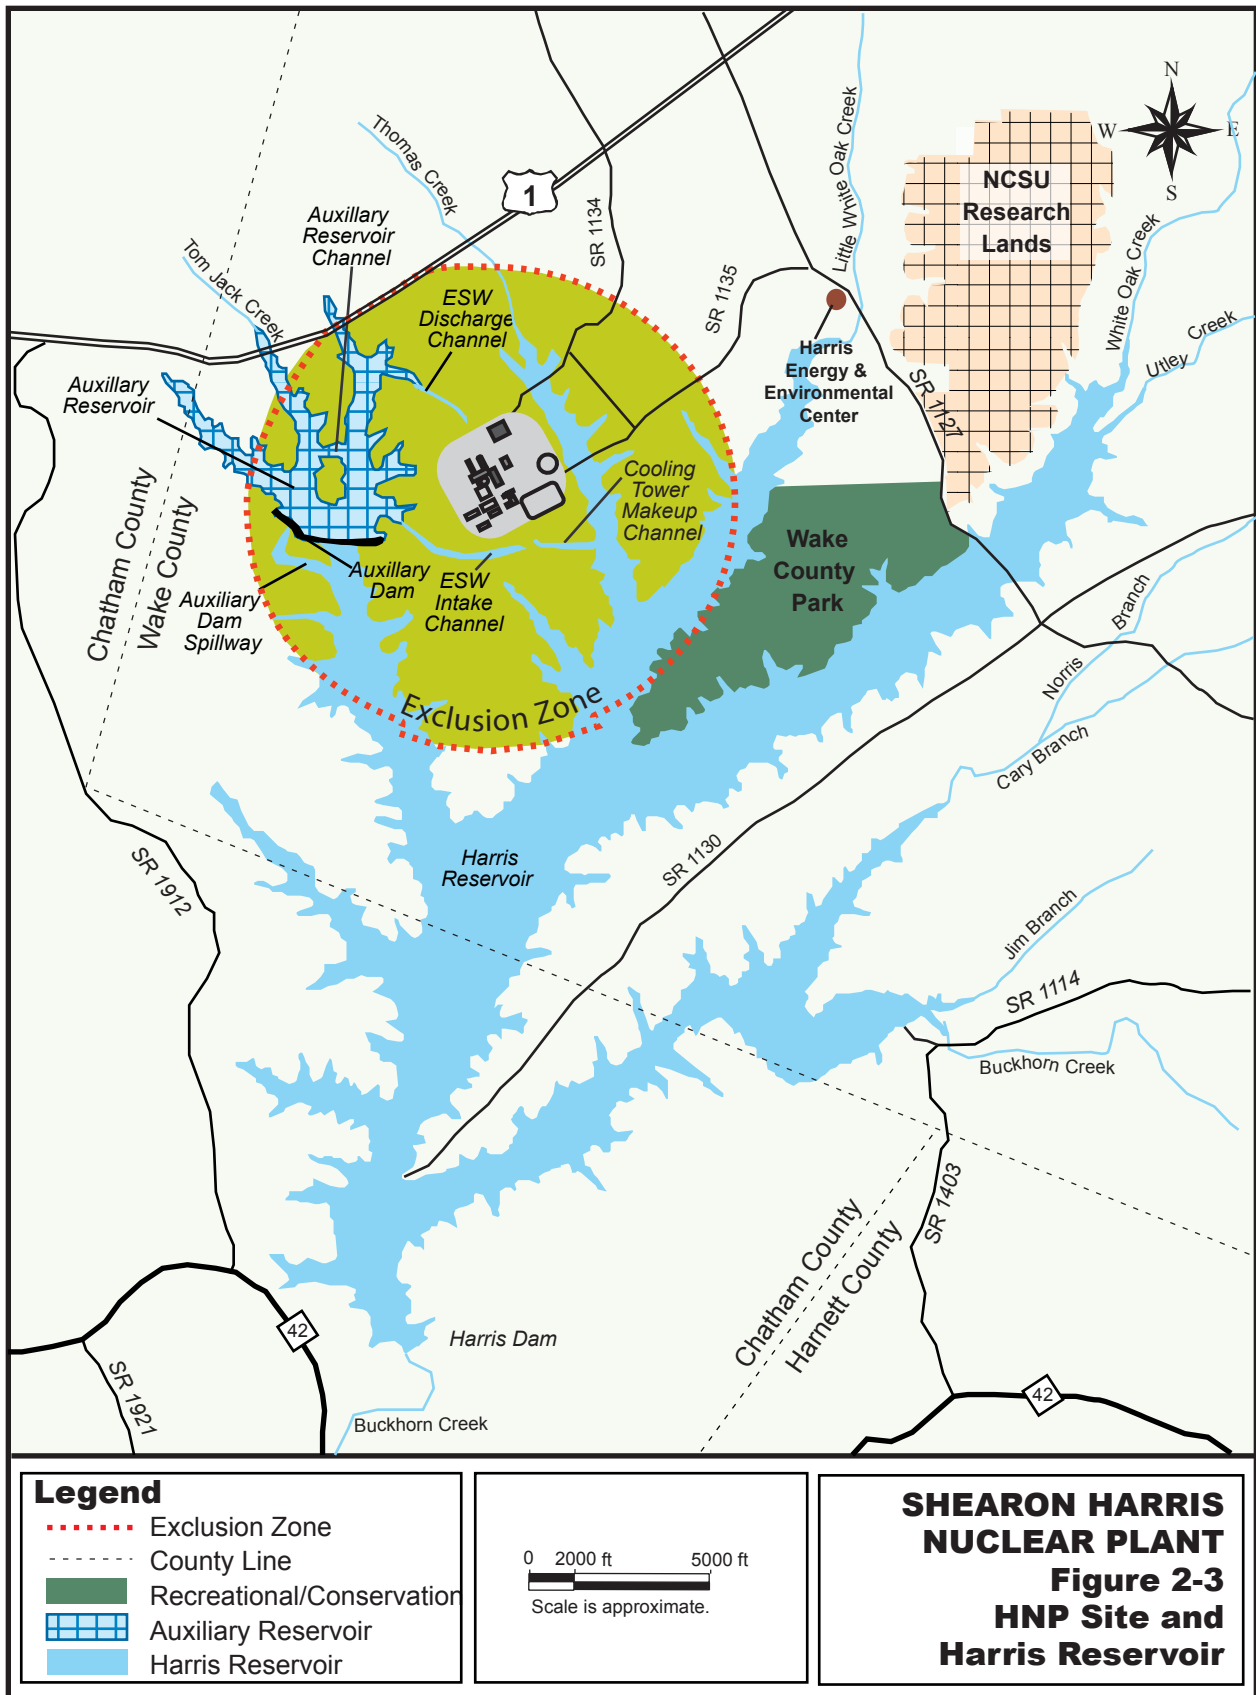 N
W
E
S
Thomas Creek
1
SR 1134
Little White Oak Creek
NCSU
Research
Lands
Auxillary
Reservoir
Channel
Tom Jack Creek
SR 1135
White Oak Creek
ESW
Discharge
Channel
Utley
Creek
Harris
Energy &
Environmental
Center
SR 1127
Auxillary
Reservoir
Cooling
Tower
Makeup
Channel
Chatham County
Wake County
Wake
County
Park
Auxillary
Dam
ESW
Intake
Channel
Auxiliary
Dam
Spillway
Branch
Norris
Exclusion Zone
Cary Branch
SR 1912
Harris
Reservoir
SR 1130
Jim Branch
SR 1114
Buckhorn Creek
SR 1403
Chatham County
Harnett County
42
Harris Dam
SR 1921
42
Buckhorn Creek
Legend
Exclusion Zone
County Line
Recreational/Conservation
Auxiliary Reservoir
Harris Reservoir
0 2000 ft 5000 ft
Scale is approximate.
SHEARON HARRIS
NUCLEAR PLANT
Figure 2-3
HNP Site and
Harris Reservoir